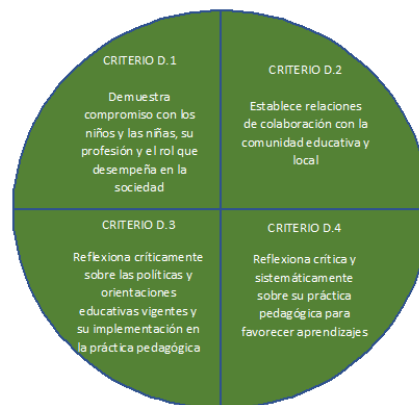 CRITERIO D.1
Demuestra
compromiso con los
niños y las niñas, su
profesión y el rol que
desempeña en la
sociedad
CRITERIO D.2
Establece relaciones
de colaboración con la
comunidad educativa y
local
CRITERIO D.3
Reflexiona críticamente
sobre las políticas y
orientaciones
educativas vigentes y
su implementación en
la práctica pedagógica
CRITERIO D.4
Reflexiona crítica y
sistemáticamente
sobre su práctica
pedagógica para
favorecer aprendizajes